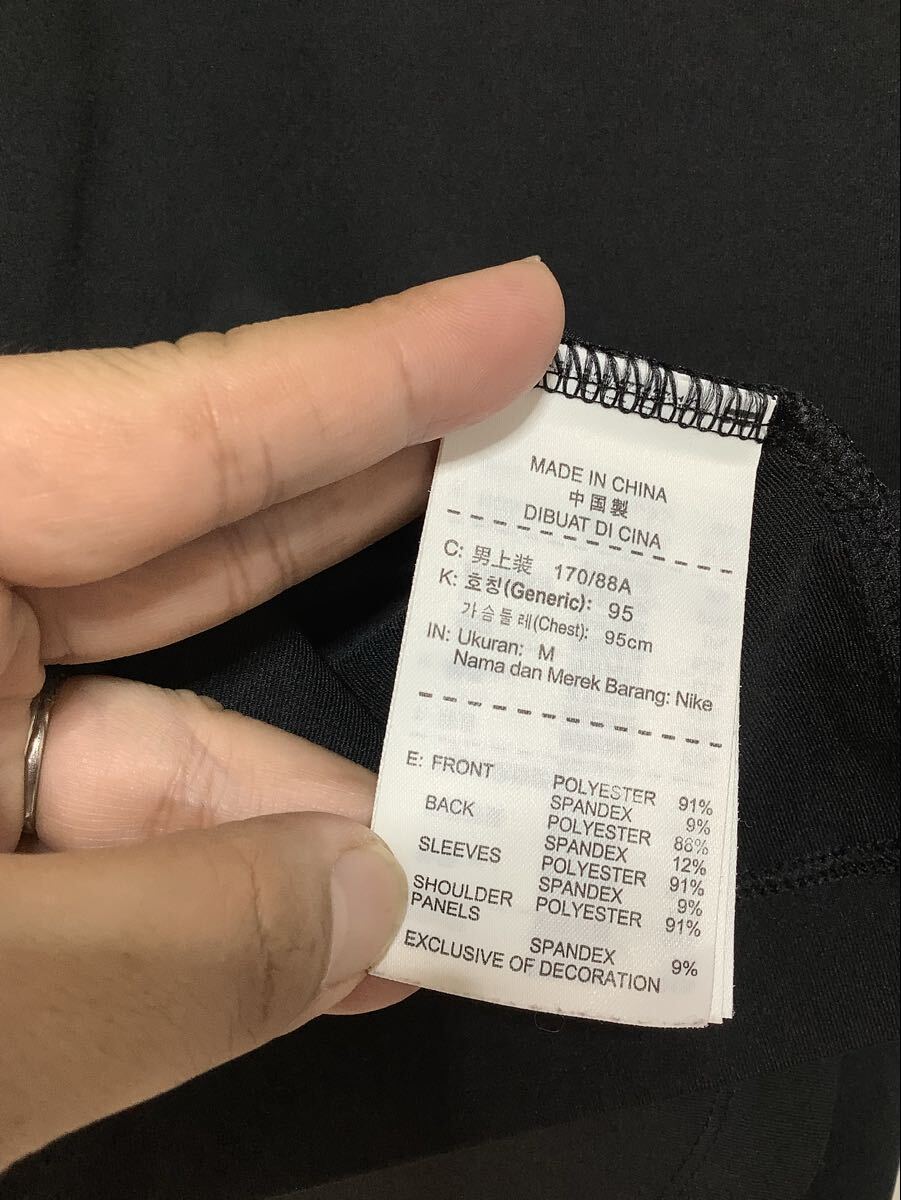 MADE IN CHINA
中国製
DIBUAT DI CINA
C: 男上装 170/88A
K: 호칭(Generic): 95
가슴둘레(Chest): 95cm
IN: Ukuran: M
Nama dan Merek Barang: Nike
E: FRONT POLYESTER 91%
SPANDEX 9%
BACK POLYESTER 88%
SPANDEX 12%
SLEEVES POLYESTER 91%
SPANDEX 9%
SHOULDER PANELS POLYESTER 91%
SPANDEX 9%
EXCLUSIVE OF DECORATION